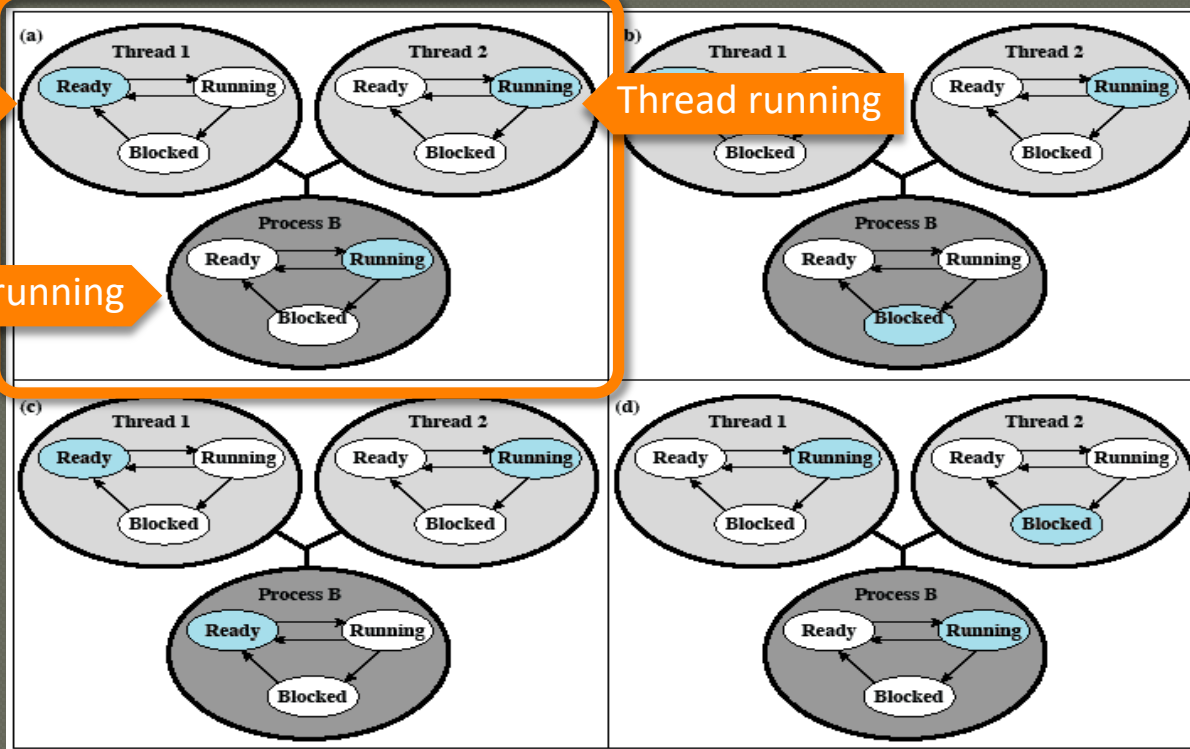 (a)
Thread 1
Ready
Running
Blocked
Thread 2
Ready
Running
Blocked
Process B
Ready
Running
Blocked
Thread running
running
b)
Thread 1
Blocked
Thread 2
Ready
Running
Blocked
Process B
Ready
Running
Blocked
(c)
Thread 1
Ready
Running
Blocked
Thread 2
Ready
Running
Blocked
Process B
Ready
Running
Blocked
(d)
Thread 1
Ready
Running
Blocked
Thread 2
Ready
Running
Blocked
Process B
Ready
Running
Blocked